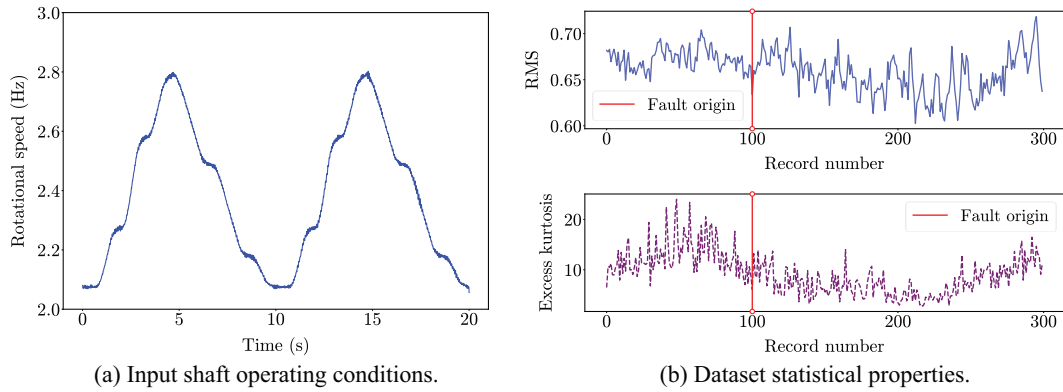 3.0
2.8
2.6
2.4
2.2
2.0
Rotational speed (Hz)
0 5 10 15 20
Time (s)
(a) Input shaft operating conditions.
0.70
0.65
0.60
RMS
Fault origin
0 100 200 300
Record number
20
10
Excess kurtosis
Fault origin
0 100 200 300
Record number
(b) Dataset statistical properties.